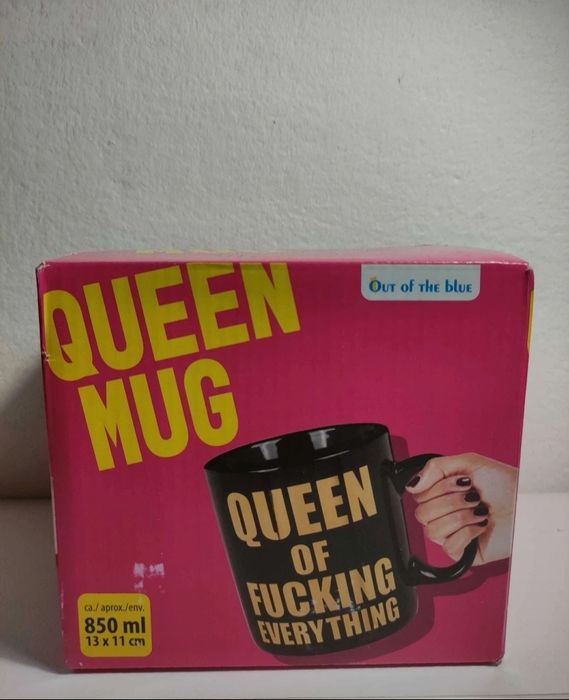 QUEEN
MUG
Out of the blue
QUEEN
OF
FUCKING
EVERYTHING
ca./ aprox./env.
850 ml
13 x 11 cm